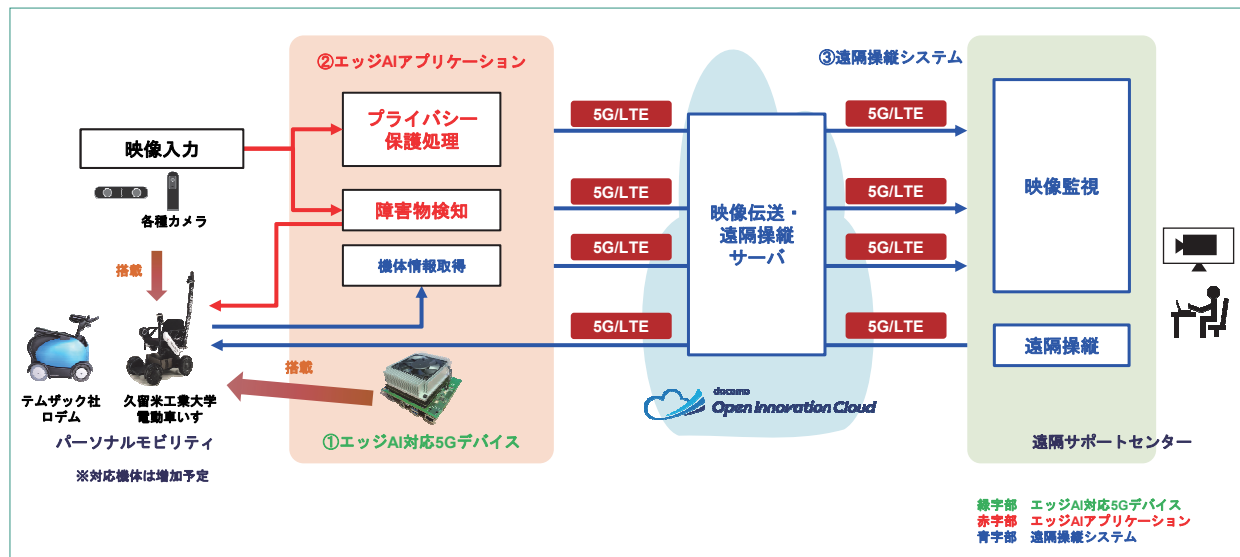 ②エッジAIアプリケーション
③遠隔操縦システム
プライバシー
保護処理
5G/LTE
5G/LTE
映像入力
各種カメラ
障害物検知
5G/LTE
5G/LTE
映像監視
映像伝送・
遠隔操縦
サーバ
機体情報取得
5G/LTE
5G/LTE
搭載
5G/LTE
5G/LTE
遠隔操縦
搭載
テムザック社
ロデム
久留米工業大学
電動車いす
docomo
Open Innovation Cloud
パーソナルモビリティ
①エッジAI対応5Gデバイス
遠隔サポートセンター
※対応機体は増加予定
緑字部 エッジAI対応5Gデバイス
赤字部 エッジAIアプリケーション
青字部 遠隔操縦システム